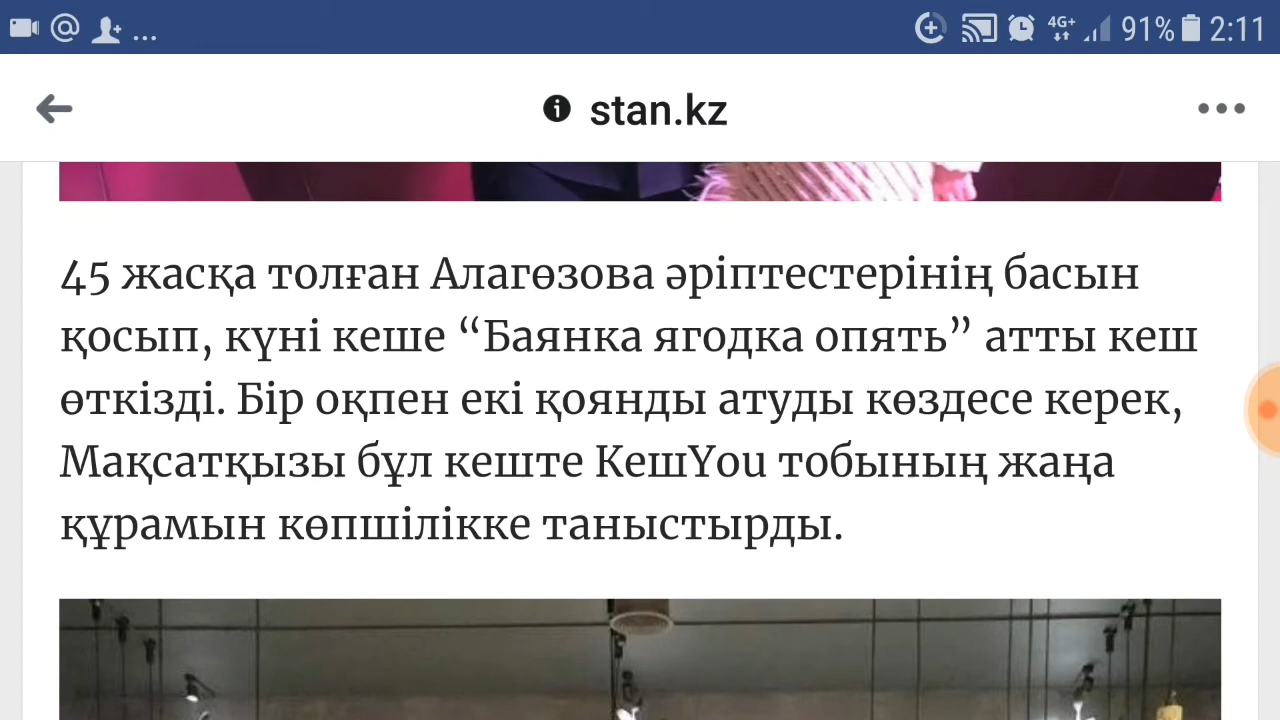 ... 4G+ 91% 2:11
stan.kz
45 жасқа толған Алагөзова әріптестерінің басын
қосып, күні кеше “Баянка ягодка опять” атты кеш
өткізді. Бір оқпен екі қоянды атуды көздесе керек,
Мақсатқызы бұл кеште КешYou тобының жаңа
құрамын көпшілікке таныстырды.